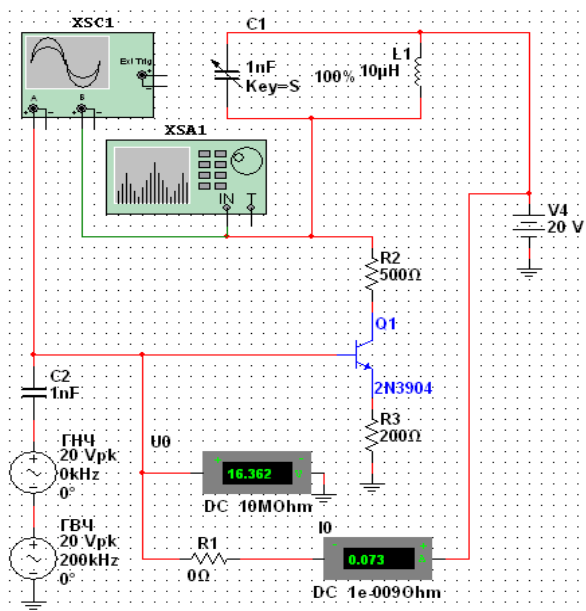 XSC1
Ext Trig
A
B
XSA1
IN
T
C1
1nF
Key=S
100%
L1
10µH
V4
20 V
R2
500Ω
Q1
2N3904
R3
200Ω
C2
1nF
ГНЧ
20 Vpk
0kHz
0°
ГВЧ
20 Vpk
200kHz
0°
U0
16.362
DC 10MOhm
I0
R1
0Ω
0.073
DC 1e-009Ohm